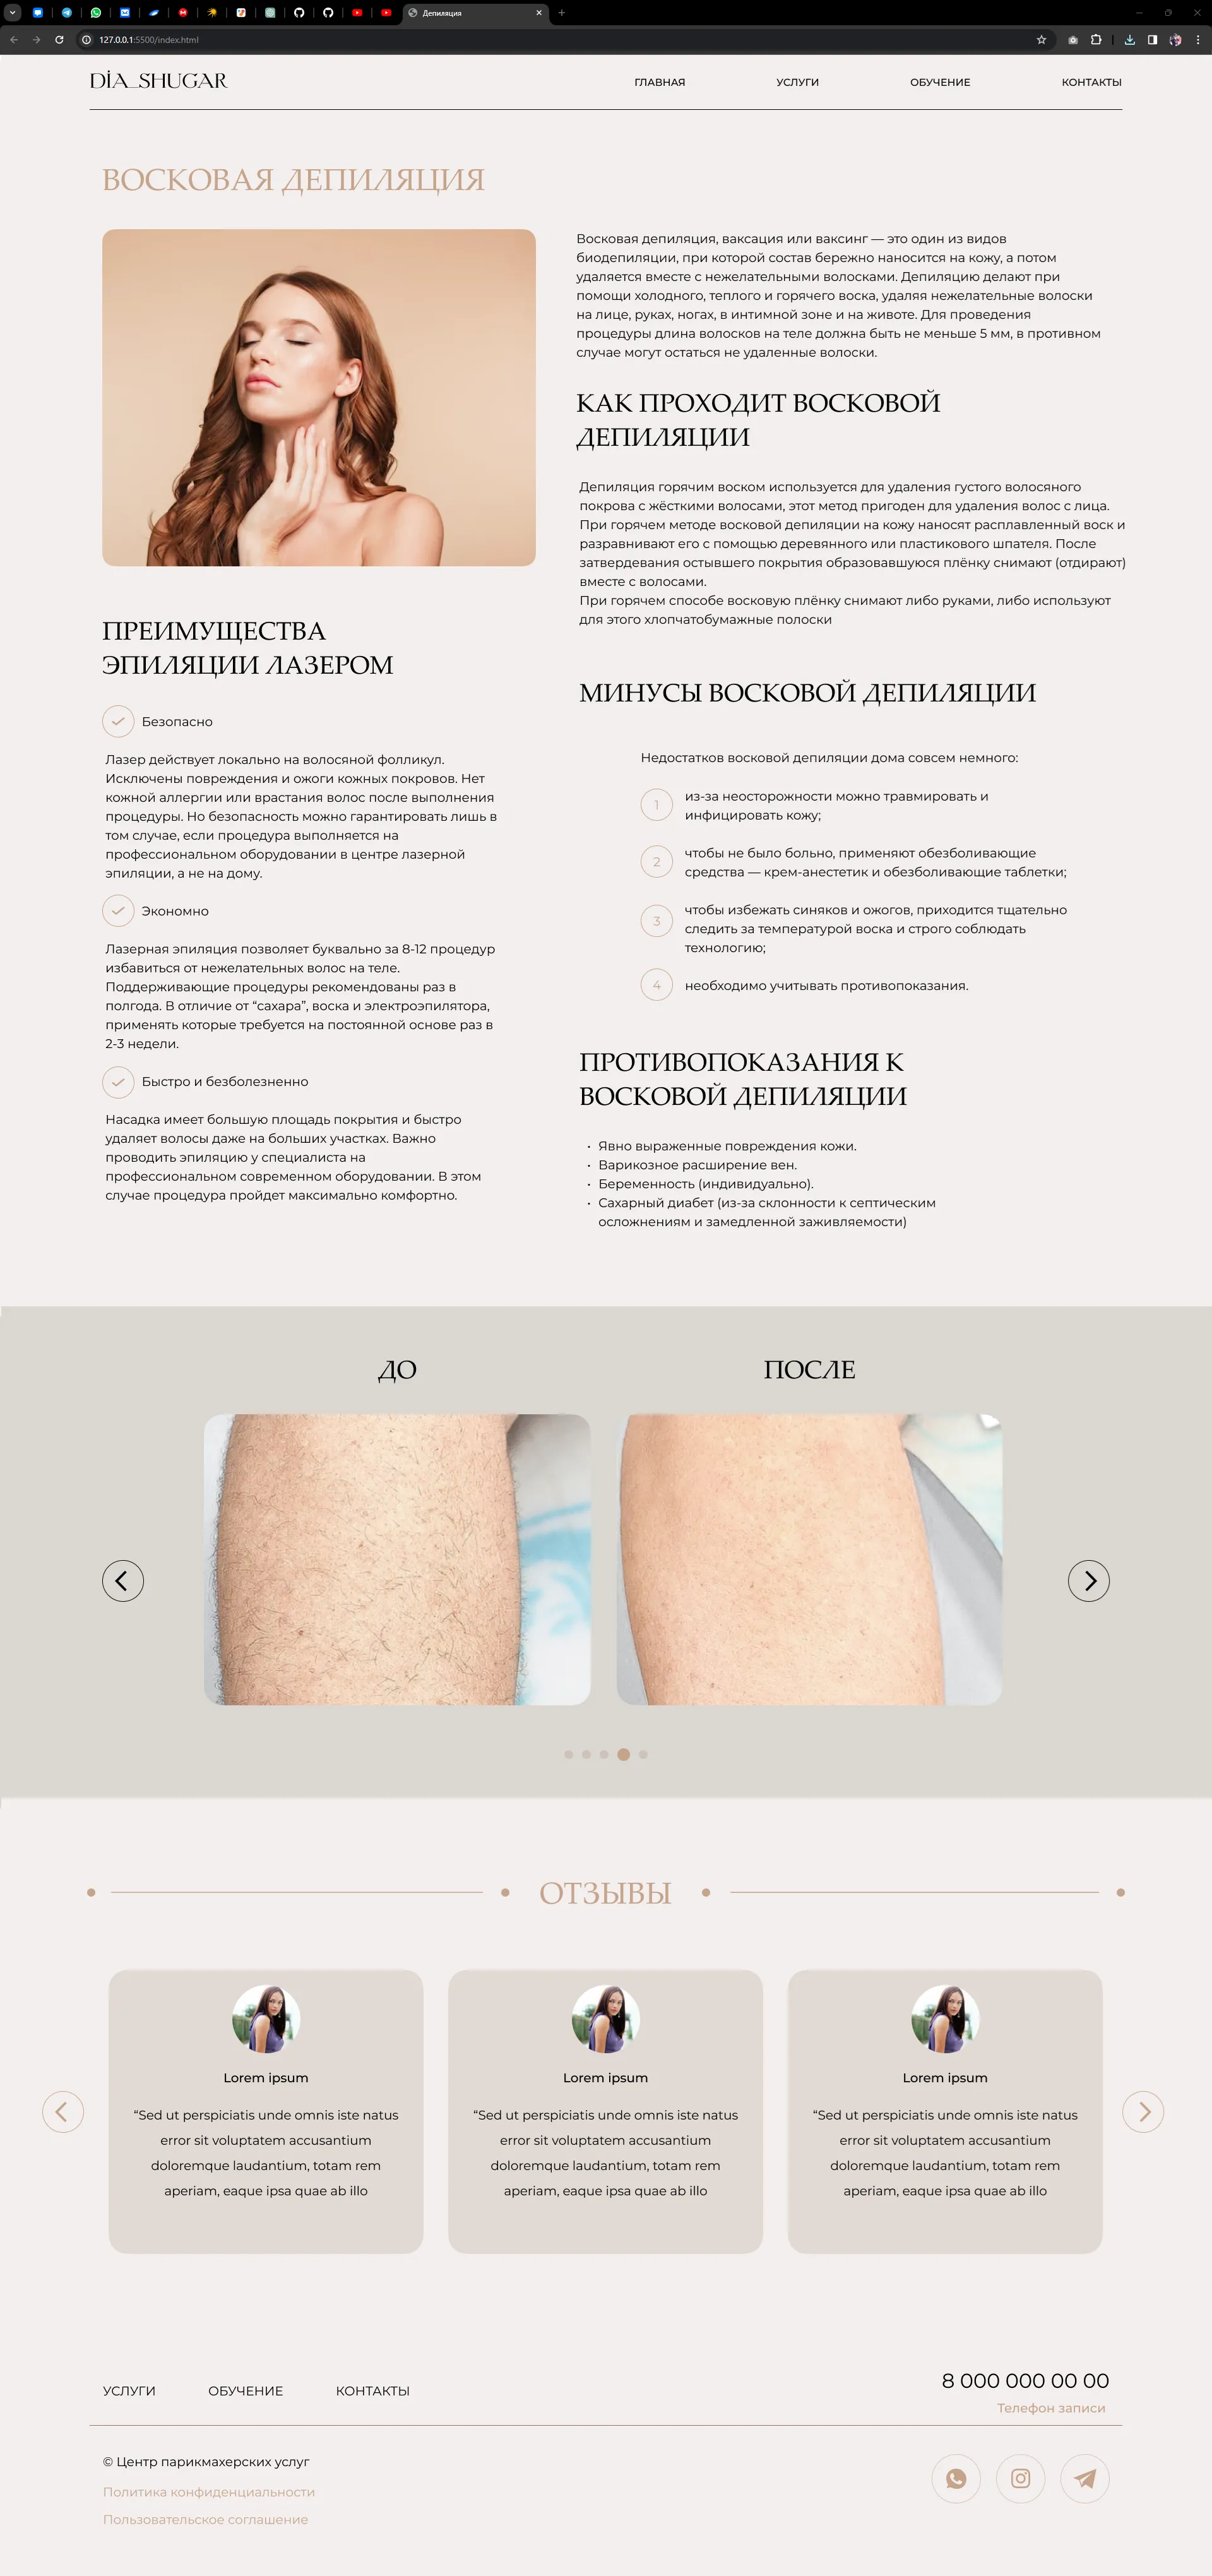 Депиляция
127.0.0.1:5500/index.html
DİA_SHUGAR
ГЛАВНАЯ
УСЛУГИ
ОБУЧЕНИЕ
КОНТАКТЫ
ВОСКОВАЯ ДЕПИЛЯЦИЯ
Восковая депиляция, ваксация или ваксинг — это один из видов
биодепиляции, при которой состав бережно наносится на кожу, а потом
удаляется вместе с нежелательными волосками. Депиляцию делают при
помощи холодного, теплого и горячего воска, удаляя нежелательные волоски
на лице, руках, ногах, в интимной зоне и на животе. Для проведения
процедуры длина волосков на теле должна быть не меньше 5 мм, в противном
случае могут остаться не удаленные волоски.
КАК ПРОХОДИТ ВОСКОВОЙ
ДЕПИЛЯЦИИ
Депиляция горячим воском используется для удаления густого волосяного
покрова с жёсткими волосами, этот метод пригоден для удаления волос с лица.
При горячем методе восковой депиляции на кожу наносят расплавленный воск и
разравнивают его с помощью деревянного или пластикового шпателя. После
затвердевания остывшего покрытия образовавшуюся плёнку снимают (отдирают)
вместе с волосами.
При горячем способе восковую плёнку снимают либо руками, либо используют
для этого хлопчатобумажные полоски
ПРЕИМУЩЕСТВА
ЭПИЛЯЦИИ ЛАЗЕРОМ
Безопасно
Лазер действует локально на волосяной фолликул.
Исключены повреждения и ожоги кожных покровов. Нет
кожной аллергии или врастания волос после выполнения
процедуры. Но безопасность можно гарантировать лишь в
том случае, если процедура выполняется на
профессиональном оборудовании в центре лазерной
эпиляции, а не на дому.
Экономно
Лазерная эпиляция позволяет буквально за 8-12 процедур
избавиться от нежелательных волос на теле.
Поддерживающие процедуры рекомендованы раз в
полгода. В отличие от “сахара”, воска и электроэпилятора,
применять которые требуется на постоянной основе раз в
2-3 недели.
Быстро и безболезненно
Насадка имеет большую площадь покрытия и быстро
удаляет волосы даже на больших участках. Важно
проводить эпиляцию у специалиста на
профессиональном современном оборудовании. В этом
случае процедура пройдет максимально комфортно.
МИНУСЫ ВОСКОВОЙ ДЕПИЛЯЦИИ
Недостатков восковой депиляции дома совсем немного:
1 из-за неосторожности можно травмировать и
инфицировать кожу;
2 чтобы не было больно, применяют обезболивающие
средства — крем-анестетик и обезболивающие таблетки;
3 чтобы избежать синяков и ожогов, приходится тщательно
следить за температурой воска и строго соблюдать
технологию;
4 необходимо учитывать противопоказания.
ПРОТИВОПОКАЗАНИЯ К
ВОСКОВОЙ ДЕПИЛЯЦИИ
• Явно выраженные повреждения кожи.
• Варикозное расширение вен.
• Беременность (индивидуально).
• Сахарный диабет (из-за склонности к септическим
осложнениям и замедленной заживляемости)
ДО
ПОСЛЕ
ОТЗЫВЫ
Lorem ipsum
“Sed ut perspiciatis unde omnis iste natus
error sit voluptatem accusantium
doloremque laudantium, totam rem
aperiam, eaque ipsa quae ab illo
Lorem ipsum
“Sed ut perspiciatis unde omnis iste natus
error sit voluptatem accusantium
doloremque laudantium, totam rem
aperiam, eaque ipsa quae ab illo
Lorem ipsum
“Sed ut perspiciatis unde omnis iste natus
error sit voluptatem accusantium
doloremque laudantium, totam rem
aperiam, eaque ipsa quae ab illo
УСЛУГИ
ОБУЧЕНИЕ
КОНТАКТЫ
8 000 000 00 00
Телефон записи
© Центр парикмахерских услуг
Политика конфиденциальности
Пользовательское соглашение